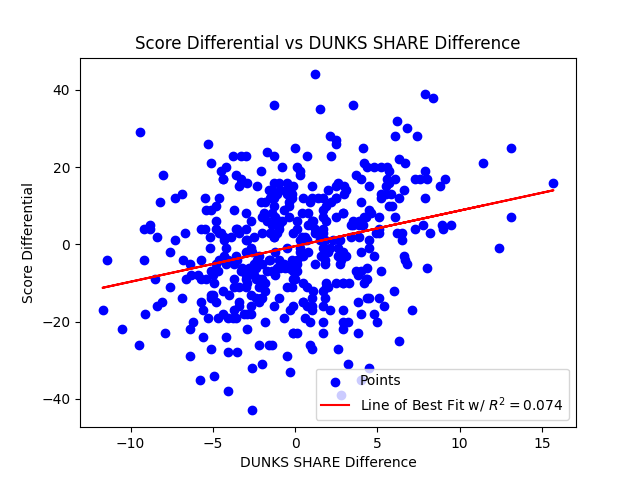 Score Differential vs DUNKS SHARE Difference
Score Differential
40
20
0
−20
−40
Points
Line of Best Fit w/ R² = 0.074
−10
−5
0
5
10
15
DUNKS SHARE Difference